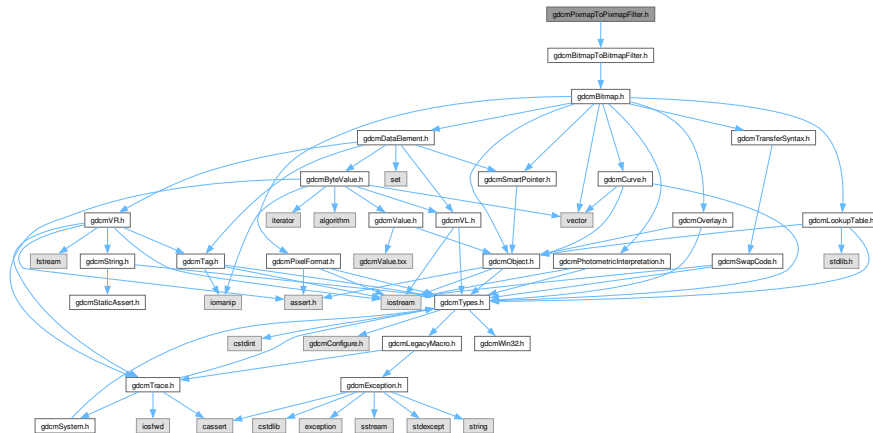 gdcmPixmapToPixmapFilter.h
gdcmBitmapToBitmapFilter.h
gdcmBitmap.h
gdcmDataElement.h
gdcmTransferSyntax.h
gdcmByteValue.h
set
gdcmSmartPointer.h
gdcmCurve.h
gdcmVR.h
iterator
algorithm
gdcmValue.h
gdcmVL.h
vector
gdcmOverlay.h
gdcmLookupTable.h
fstream
gdcmString.h
gdcmTag.h
gdcmPixelFormat.h
gdcmValue.txx
gdcmObject.h
gdcmPhotometricInterpretation.h
gdcmSwapCode.h
stdlib.h
gdcmStaticAssert.h
iomanip
assert.h
iostream
gdcmTypes.h
cstdint
gdcmConfigure.h
gdcmLegacyMacro.h
gdcmWin32.h
gdcmTrace.h
gdcmException.h
gdcmSystem.h
iosfwd
cassert
cstdlib
exception
sstream
stdexcept
string